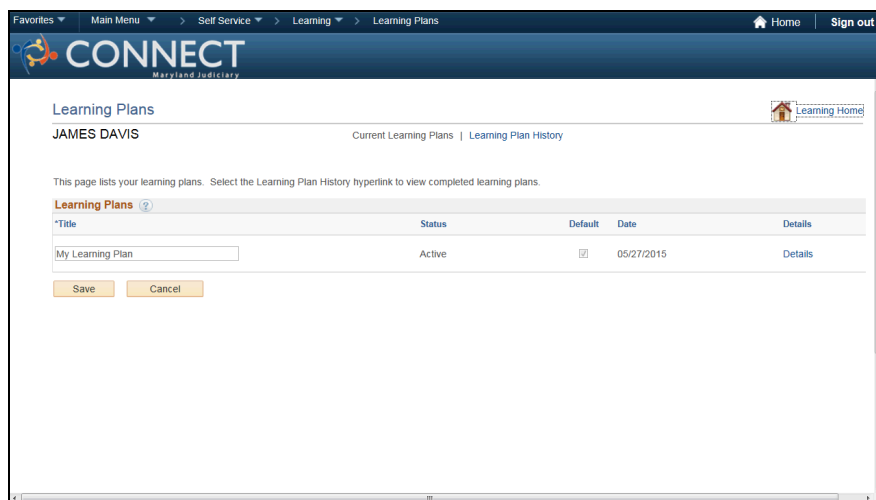 Favorites Main Menu > Self Service > Learning > Learning Plans Home Sign out
CONNECT
Maryland Judiciary
Learning Plans Learning Home
JAMES DAVIS Current Learning Plans | Learning Plan History
This page lists your learning plans. Select the Learning Plan History hyperlink to view completed learning plans.
Learning Plans ?
*Title Status Default Date Details
My Learning Plan Active 05/27/2015 Details
Save Cancel